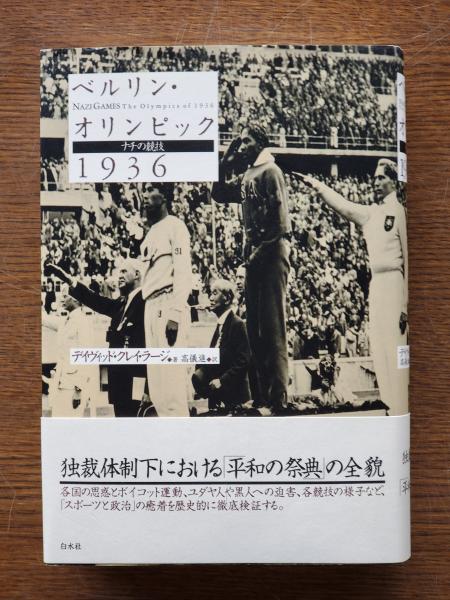 ベルリン・
NAZI GAMES The Olympics of 1936
オリンピック
ナチの競技
1936
デイヴィッド・クレイ・ラージ◆著 高儀進◆訳
独裁体制下における「平和の祭典」の全貌
各国の思惑とボイコット運動、ユダヤ人や黒人への迫害、各競技の様子など、
「スポーツと政治」の癒着を歴史的に徹底検証する。
白水社